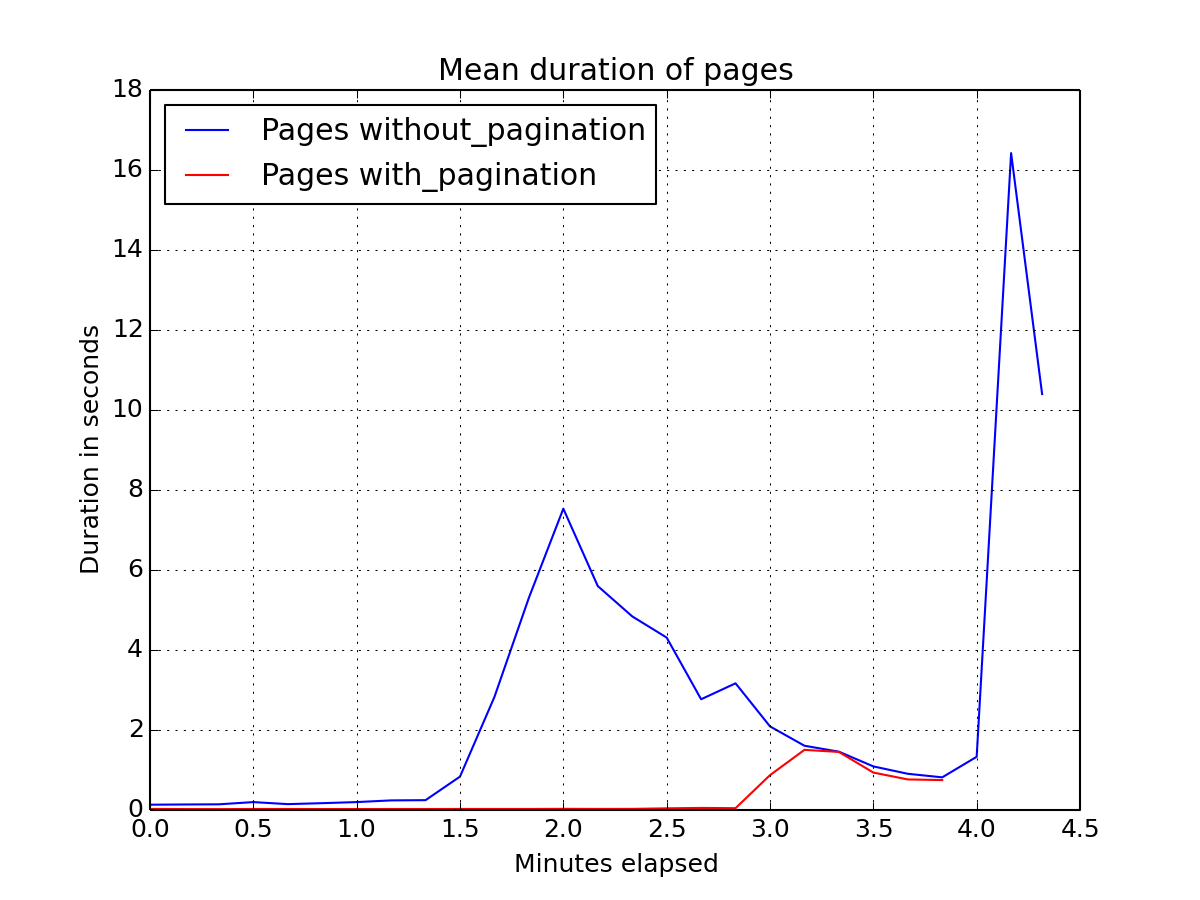 Mean duration of pages
Pages without_pagination
Pages with_pagination
18
16
14
12
10
8
6
4
2
0
Duration in seconds
0.0 0.5 1.0 1.5 2.0 2.5 3.0 3.5 4.0 4.5
Minutes elapsed